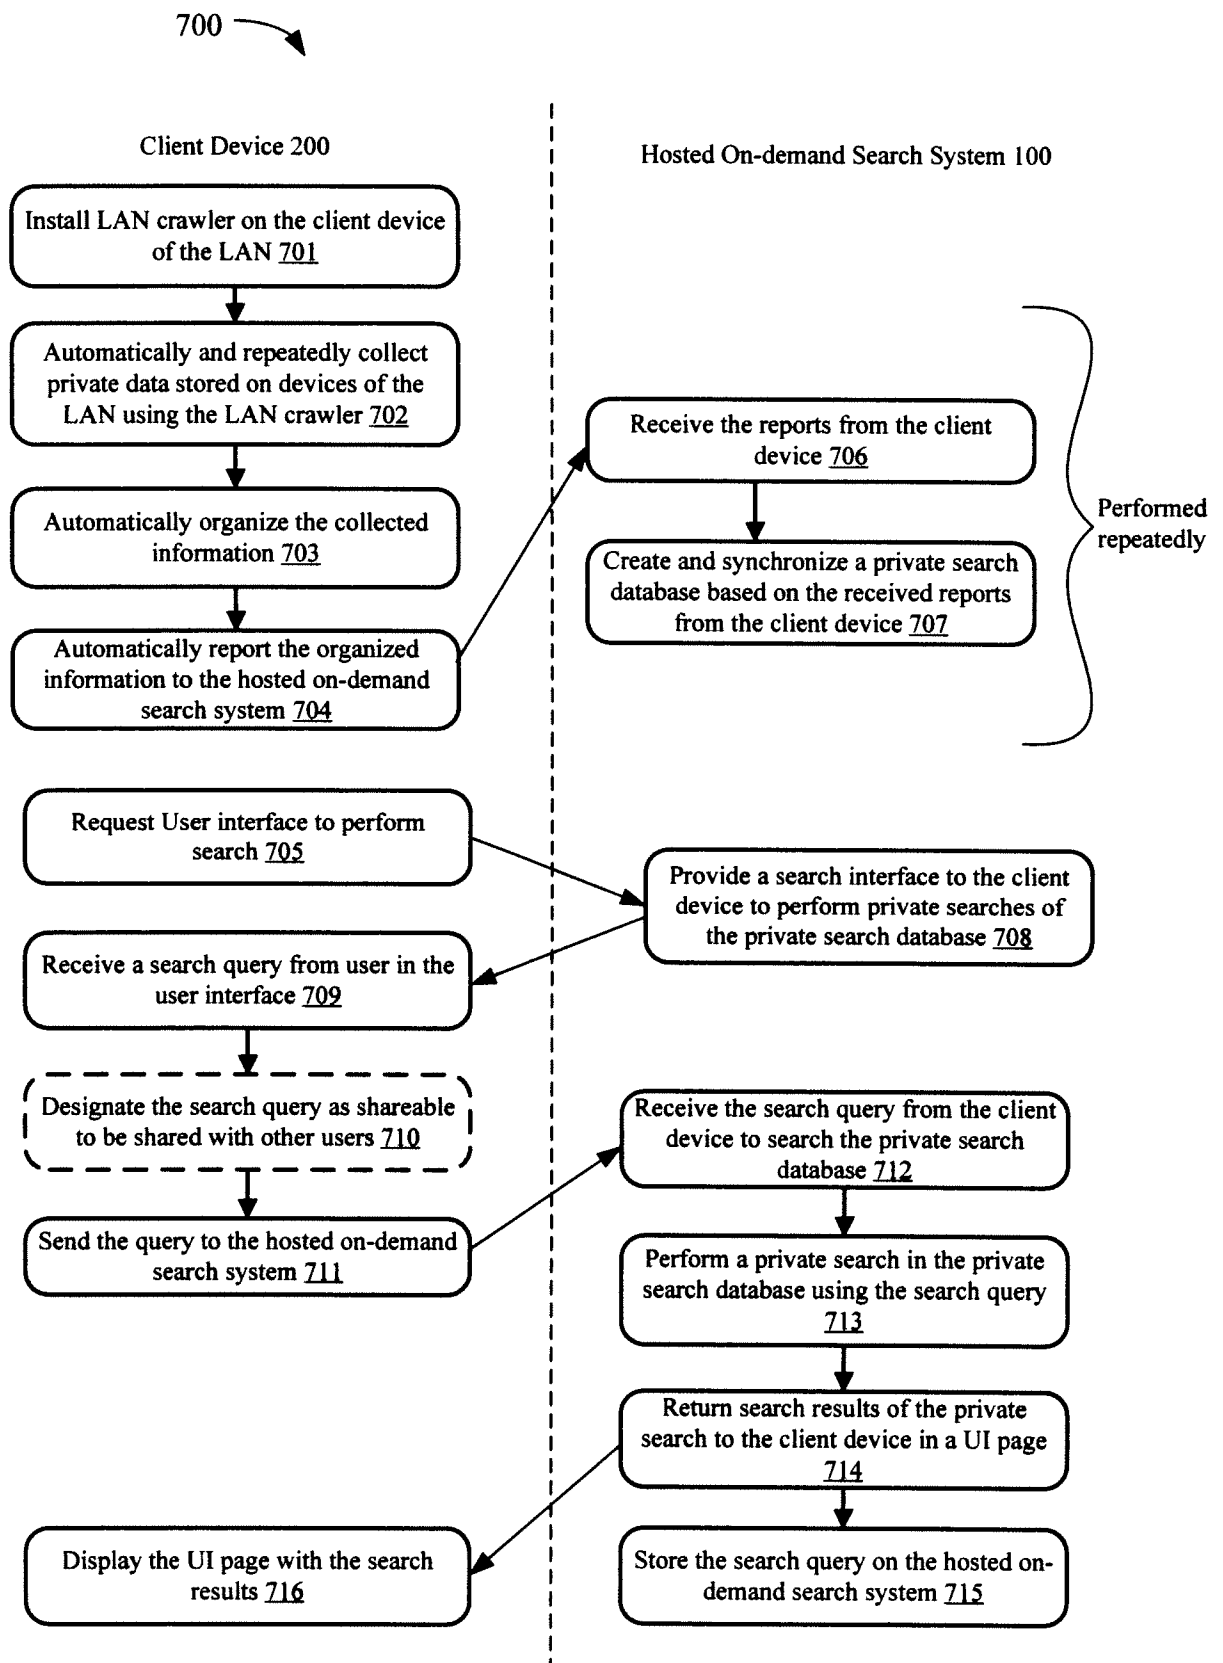 700
Client Device 200
Hosted On-demand Search System 100
Install LAN crawler on the client device
of the LAN 701
Automatically and repeatedly collect
private data stored on devices of the
LAN using the LAN crawler 702
Automatically organize the collected
information 703
Automatically report the organized
information to the hosted on-demand
search system 704
Receive the reports from the client
device 706
Create and synchronize a private search
database based on the received reports
from the client device 707
Performed
repeatedly
Request User interface to perform
search 705
Provide a search interface to the client
device to perform private searches of
the private search database 708
Receive a search query from user in the
user interface 709
Designate the search query as shareable
to be shared with other users 710
Send the query to the hosted on-demand
search system 711
Receive the search query from the client
device to search the private search
database 712
Perform a private search in the private
search database using the search query
713
Return search results of the private
search to the client device in a UI page
714
Store the search query on the hosted on-
demand search system 715
Display the UI page with the search
results 716